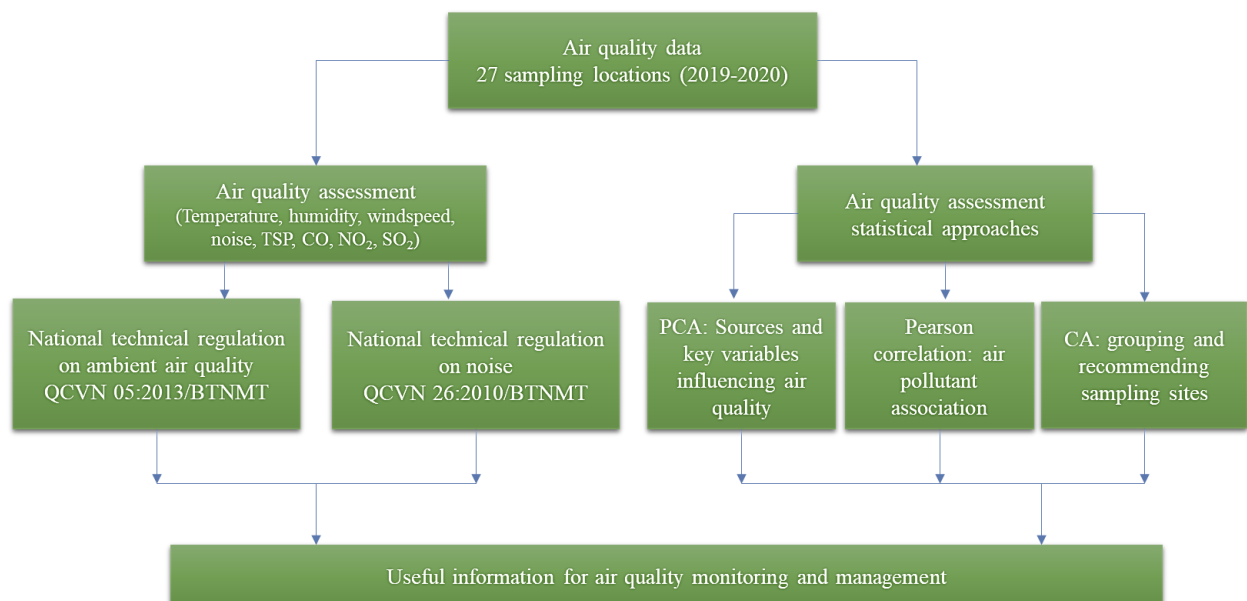 Air quality data
27 sampling locations (2019-2020)
Air quality assessment
(Temperature, humidity, windspeed,
noise, TSP, CO, NO₂, SO₂)
Air quality assessment
statistical approaches
National technical regulation
on ambient air quality
QCVN 05:2013/BTNMT
National technical regulation
on noise
QCVN 26:2010/BTNMT
PCA: Sources and
key variables
influencing air
quality
Pearson
correlation: air
pollutant
association
CA: grouping and
recommending
sampling sites
Useful information for air quality monitoring and management